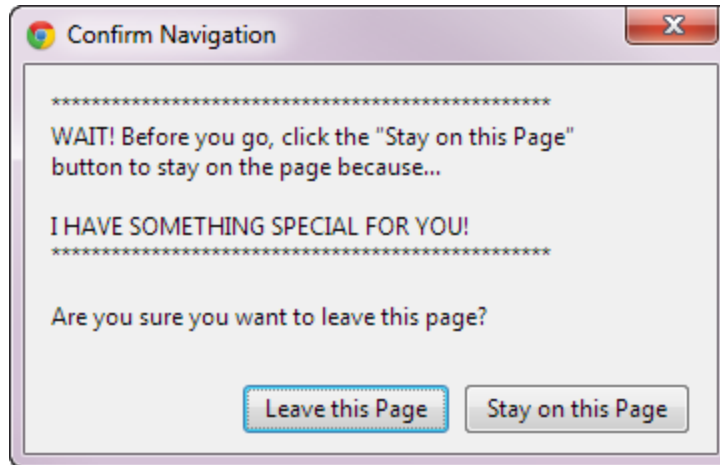 Confirm Navigation
**************************************************
WAIT! Before you go, click the "Stay on this Page"
button to stay on the page because...
I HAVE SOMETHING SPECIAL FOR YOU!
**************************************************
Are you sure you want to leave this page?
Leave this Page
Stay on this Page